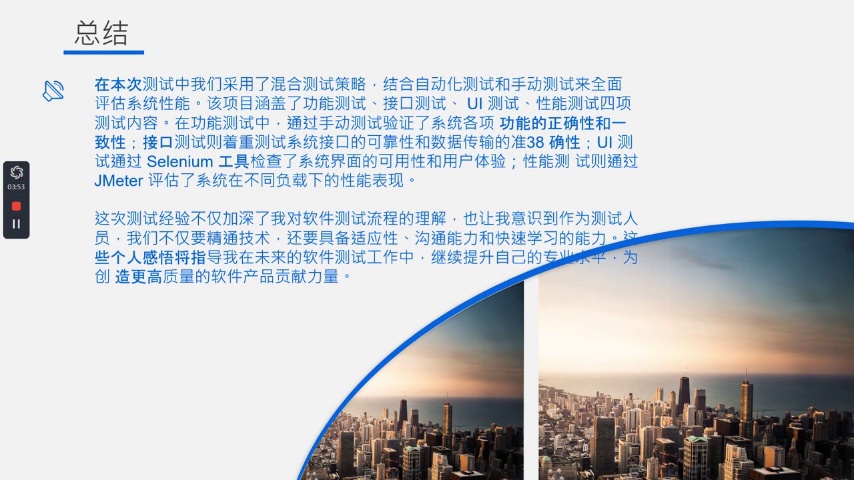 总结
在本次测试中我们采用了混合测试策略，结合自动化测试和手动测试来全面
评估系统性能。该项目涵盖了功能测试、接口测试、 UI 测试、性能测试四项
测试内容。在功能测试中，通过手动测试验证了系统各项 功能的正确性和一
致性；接口测试则着重测试系统接口的可靠性和数据传输的准38 确性；UI 测
试通过 Selenium 工具检查了系统界面的可用性和用户体验；性能测 试则通过
JMeter 评估了系统在不同负载下的性能表现。
这次测试经验不仅加深了我对软件测试流程的理解，也让我意识到作为测试人
员，我们不仅要精通技术，还要具备适应性、沟通能力和快速学习的能力。这
些个人感悟将指导我在未来的软件测试工作中，继续提升自己的专业水平，为
创 造更高质量的软件产品贡献力量。
03:53